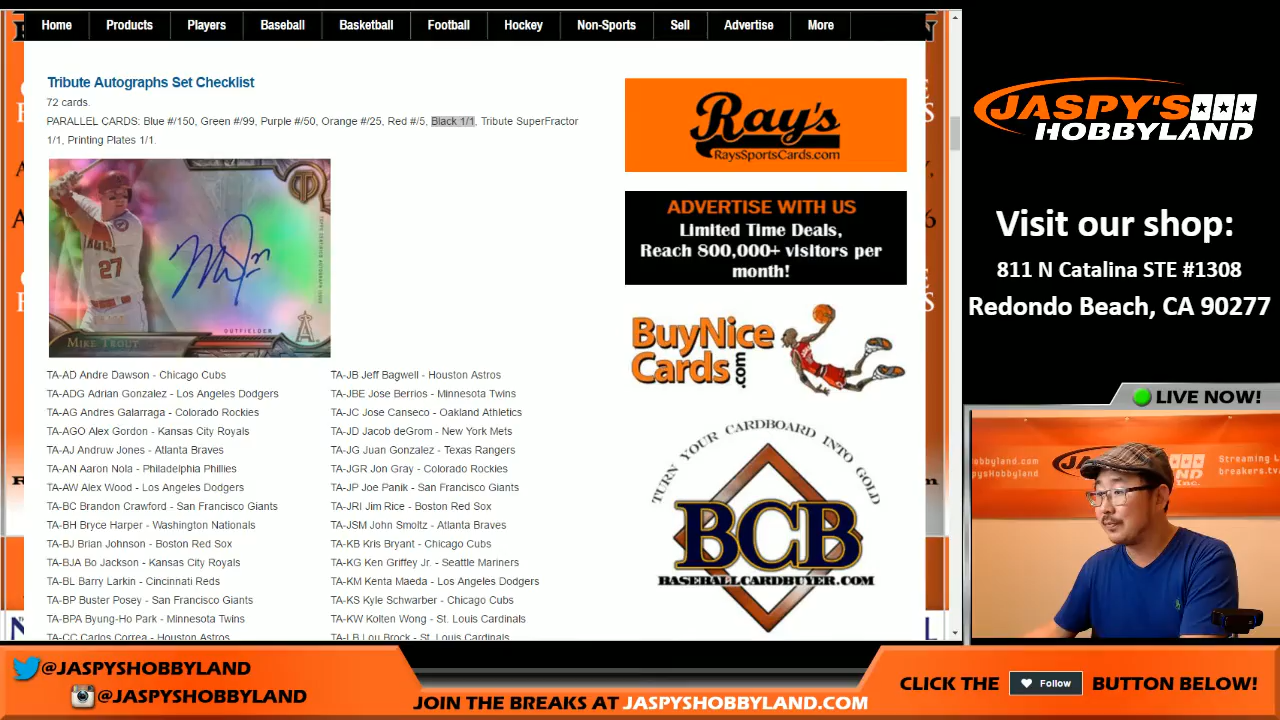 Home Products Players Baseball Basketball Football Hockey Non-Sports Sell Advertise More
Tribute Autographs Set Checklist
72 cards.
PARALLEL CARDS: Blue #/150, Green #/99, Purple #/50, Orange #/25, Red #/5, Black 1/1, Tribute SuperFractor
1/1, Printing Plates 1/1.
27
OUTFIELDER
MIKE TROUT
TA-AD Andre Dawson - Chicago Cubs
TA-ADG Adrian Gonzalez - Los Angeles Dodgers
TA-AG Andres Galarraga - Colorado Rockies
TA-AGO Alex Gordon - Kansas City Royals
TA-AJ Andruw Jones - Atlanta Braves
TA-AN Aaron Nola - Philadelphia Phillies
TA-AW Alex Wood - Los Angeles Dodgers
TA-BC Brandon Crawford - San Francisco Giants
TA-BH Bryce Harper - Washington Nationals
TA-BJ Brian Johnson - Boston Red Sox
TA-BJA Bo Jackson - Kansas City Royals
TA-BL Barry Larkin - Cincinnati Reds
TA-BP Buster Posey - San Francisco Giants
TA-BPA Byung-Ho Park - Minnesota Twins
TA-CC Carlos Correa - Houston Astros
TA-JB Jeff Bagwell - Houston Astros
TA-JBE Jose Berrios - Minnesota Twins
TA-JC Jose Canseco - Oakland Athletics
TA-JD Jacob deGrom - New York Mets
TA-JG Juan Gonzalez - Texas Rangers
TA-JGR Jon Gray - Colorado Rockies
TA-JP Joe Panik - San Francisco Giants
TA-JRI Jim Rice - Boston Red Sox
TA-JSM John Smoltz - Atlanta Braves
TA-KB Kris Bryant - Chicago Cubs
TA-KG Ken Griffey Jr. - Seattle Mariners
TA-KM Kenta Maeda - Los Angeles Dodgers
TA-KS Kyle Schwarber - Chicago Cubs
TA-KW Kolten Wong - St. Louis Cardinals
TA-LB Lou Brock - St. Louis Cardinals
Ray's
RaysSportsCards.com
ADVERTISE WITH US
Limited Time Deals,
Reach 800,000+ visitors per
month!
BuyNice
Cards.com
TURN YOUR CARDBOARD INTO GOLD
BCB
BASEBALLCARDBUYER.COM
JASPY'S
HOBBYLAND
Visit our shop:
811 N Catalina STE #1308
Redondo Beach, CA 90277
LIVE NOW!
@JASPYSHOBBYLAND
@JASPYSHOBBYLAND
JOIN THE BREAKS AT JASPYSHOBBYLAND.COM
CLICK THE Follow BUTTON BELOW!